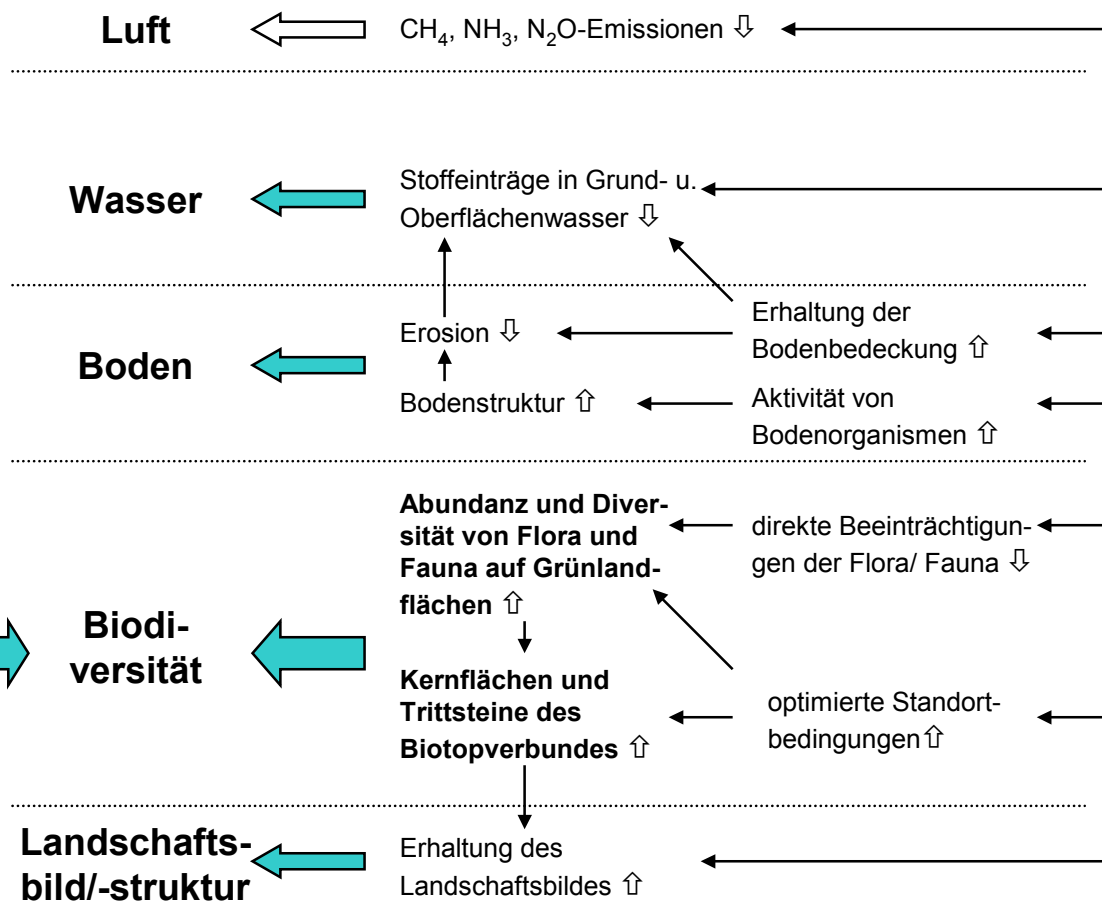 Luft
CH₄, NH₃, N₂O-Emissionen ⇩
Wasser
Stoffeinträge in Grund- u.
Oberflächenwasser ⇩
Boden
Erosion ⇩
Bodenstruktur ⇧
Erhaltung der
Bodenbedeckung ⇧
Aktivität von
Bodenorganismen ⇧
Biodi-
versität
Abundanz und Diver-
sität von Flora und
Fauna auf Grünland-
flächen ⇧
Kernflächen und
Trittsteine des
Biotopverbundes ⇧
direkte Beeinträchtigun-
gen der Flora/ Fauna ⇩
optimierte Standort-
bedingungen⇧
Landschafts-
bild/-struktur
Erhaltung des
Landschaftsbildes ⇧